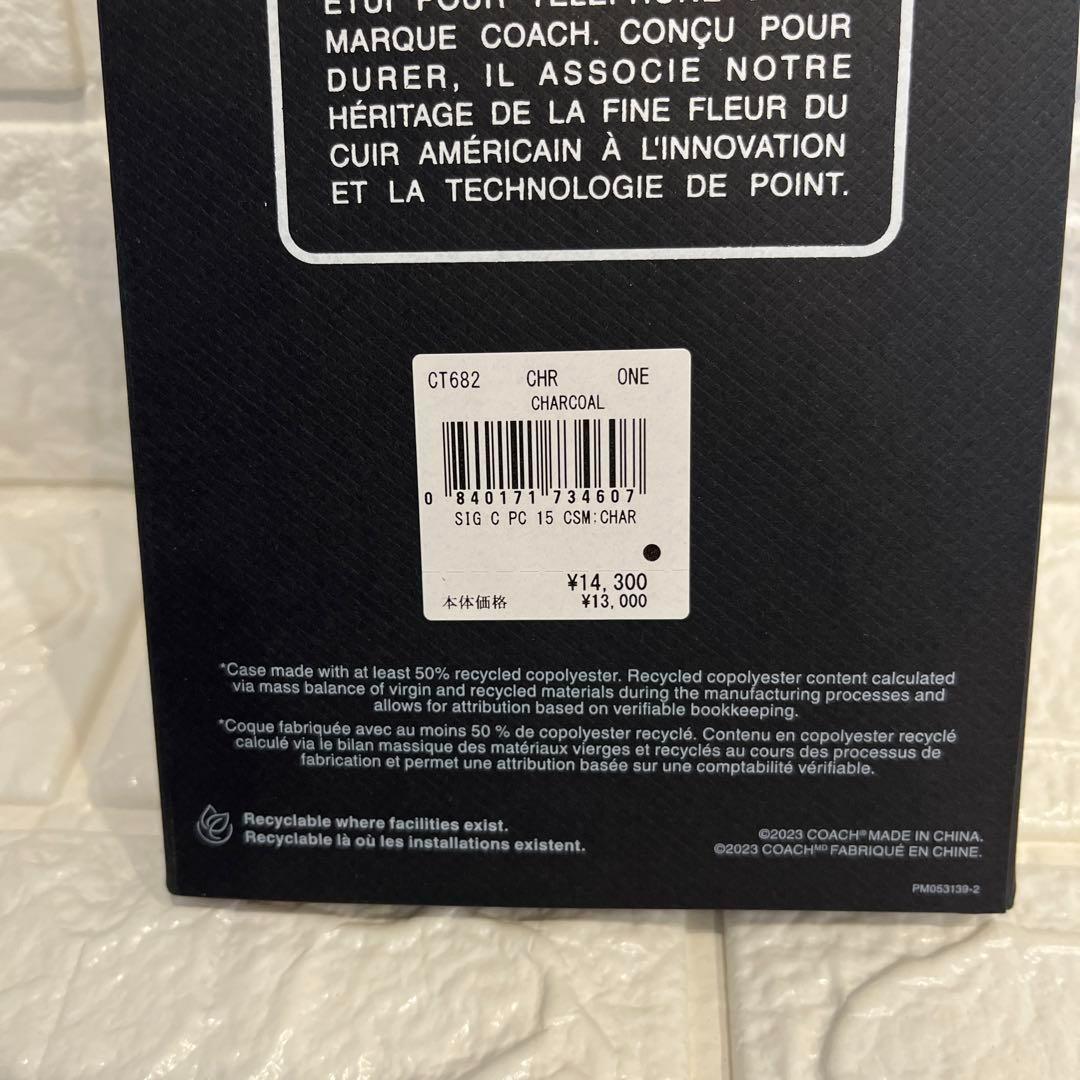 ETUI POUR TÉLÉPHONE
MARQUE COACH. CONÇU POUR
DURER, IL ASSOCIE NOTRE
HÉRITAGE DE LA FINE FLEUR DU
CUIR AMÉRICAIN À L'INNOVATION
ET LA TECHNOLOGIE DE POINT.
CT682 CHR ONE
CHARCOAL
0 840171 734607
SIG C PC 15 CSM:CHAR
¥14,300
本体価格 ¥13,000
*Case made with at least 50% recycled copolyester. Recycled copolyester content calculated
via mass balance of virgin and recycled materials during the manufacturing processes and
allows for attribution based on verifiable bookkeeping.
*Coque fabriquée avec au moins 50 % de copolyester recyclé. Contenu en copolyester recyclé
calculé via le bilan massique des matériaux vierges et recyclés au cours des processus de
fabrication et permet une attribution basée sur une comptabilité vérifiable.
Recyclable where facilities exist.
Recyclable là où les installations existent.
©2023 COACH® MADE IN CHINA.
©2023 COACHᴹᴰ FABRIQUÉ EN CHINE.
PM053139-2